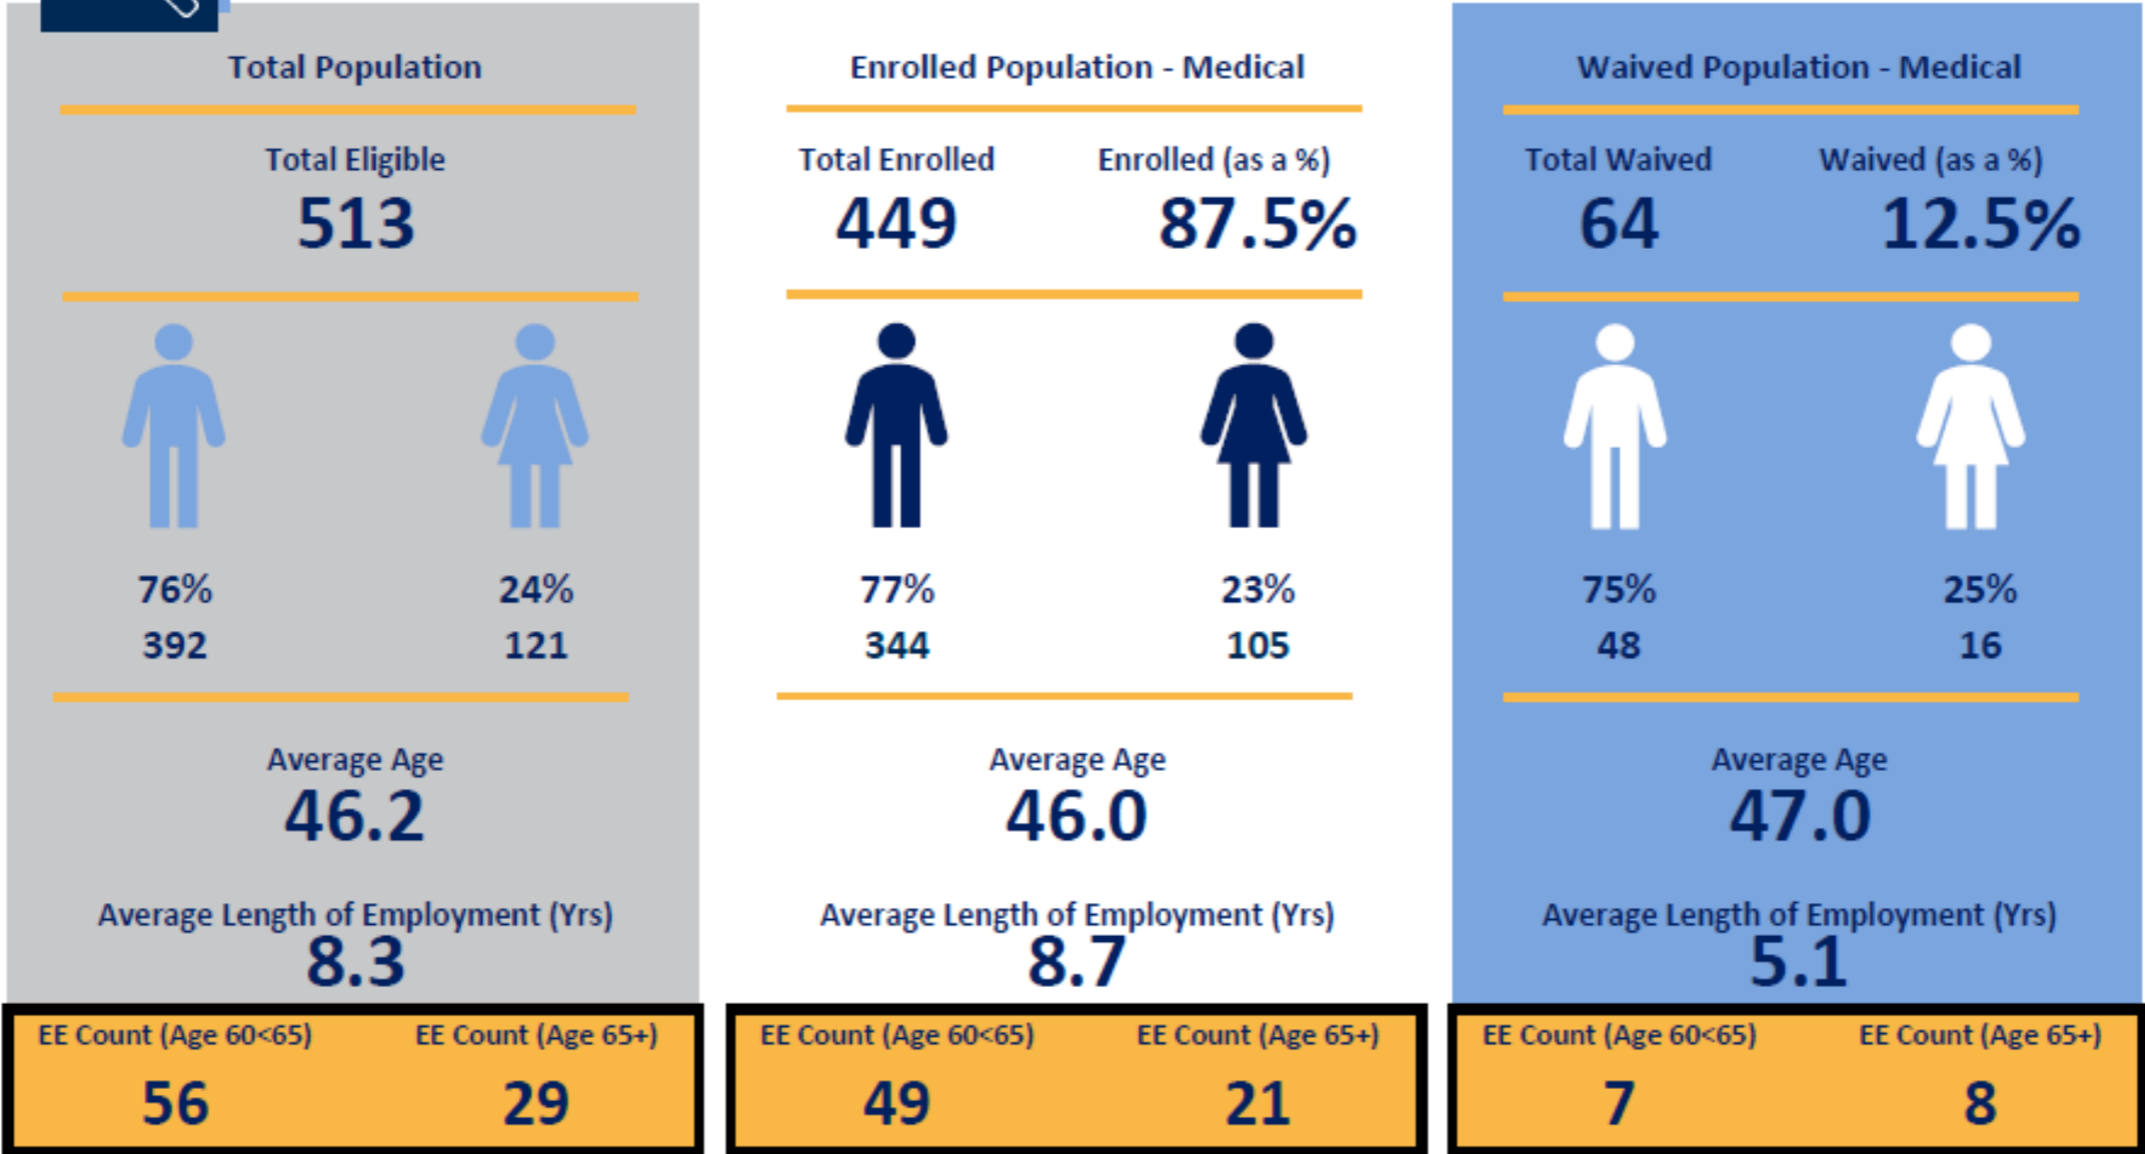 Total Population
Total Eligible
513
76% 24%
392 121
Average Age
46.2
Average Length of Employment (Yrs)
8.3
EE Count (Age 60<65) EE Count (Age 65+)
56 29
Enrolled Population - Medical
Total Enrolled Enrolled (as a %)
449 87.5%
77% 23%
344 105
Average Age
46.0
Average Length of Employment (Yrs)
8.7
EE Count (Age 60<65) EE Count (Age 65+)
49 21
Waived Population - Medical
Total Waived Waived (as a %)
64 12.5%
75% 25%
48 16
Average Age
47.0
Average Length of Employment (Yrs)
5.1
EE Count (Age 60<65) EE Count (Age 65+)
7 8